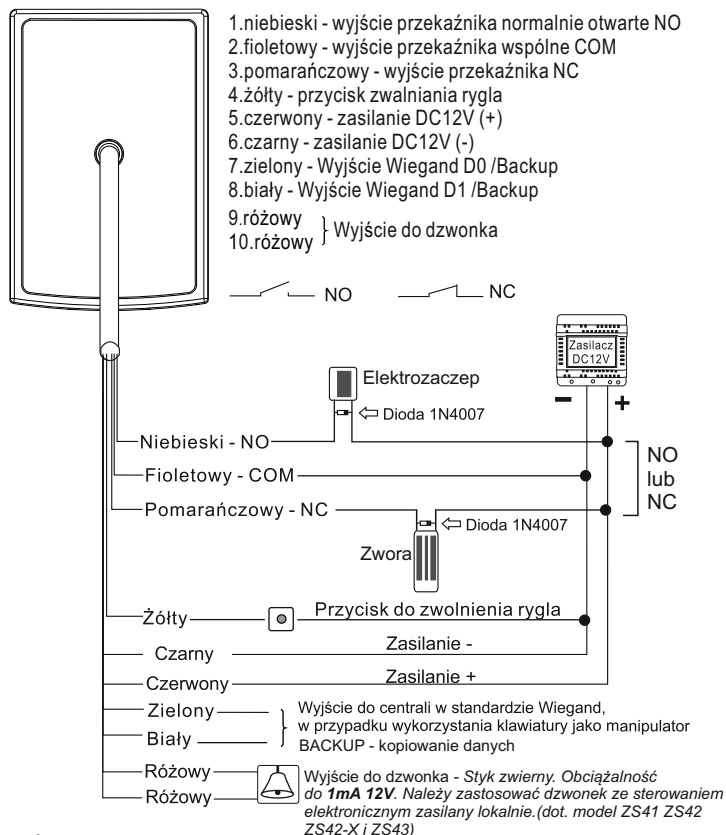 1.niebieski - wyjście przekaźnika normalnie otwarte NO
2.fioletowy - wyjście przekaźnika wspólne COM
3.pomarańczowy - wyjście przekaźnika NC
4.żółty - przycisk zwalniania rygla
5.czerwony - zasilanie DC12V (+)
6.czarny - zasilanie DC12V (-)
7.zielony - Wyjście Wiegand D0 /Backup
8.biały - Wyjście Wiegand D1 /Backup
9.różowy
10.różowy } Wyjście do dzwonka
NO NC
Zasilacz
DC12V
Elektrozaczep
− +
⇦ Dioda 1N4007
Niebieski - NO
Fioletowy - COM
NO
lub
NC
Pomarańczowy - NC
⇦ Dioda 1N4007
Zwora
Żółty Przycisk do zwolnienia rygla
Czarny Zasilanie -
Czerwony Zasilanie +
Zielony
Biały
Wyjście do centrali w standardzie Wiegand,
w przypadku wykorzystania klawiatury jako manipulator
BACKUP - kopiowanie danych
Różowy
Różowy
Wyjście do dzwonka - Styk zwierny. Obciążalność
do 1mA 12V. Należy zastosować dzwonek ze sterowaniem
elektronicznym zasilany lokalnie.(dot. model ZS41 ZS42
ZS42-X i ZS43)